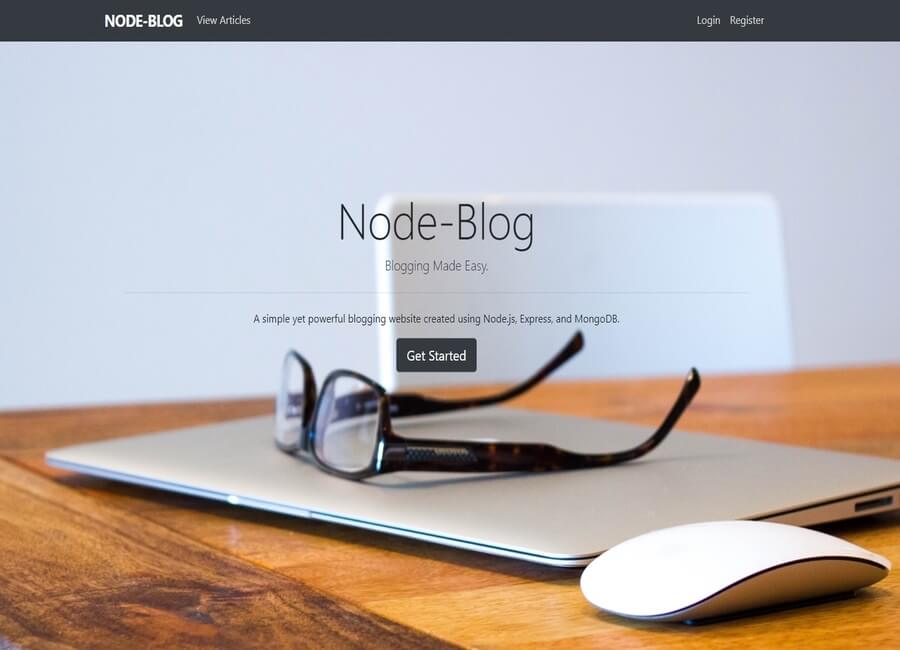 NODE-BLOG View Articles Login Register
Node-Blog
Blogging Made Easy.
A simple yet powerful blogging website created using Node.js, Express, and MongoDB.
Get Started